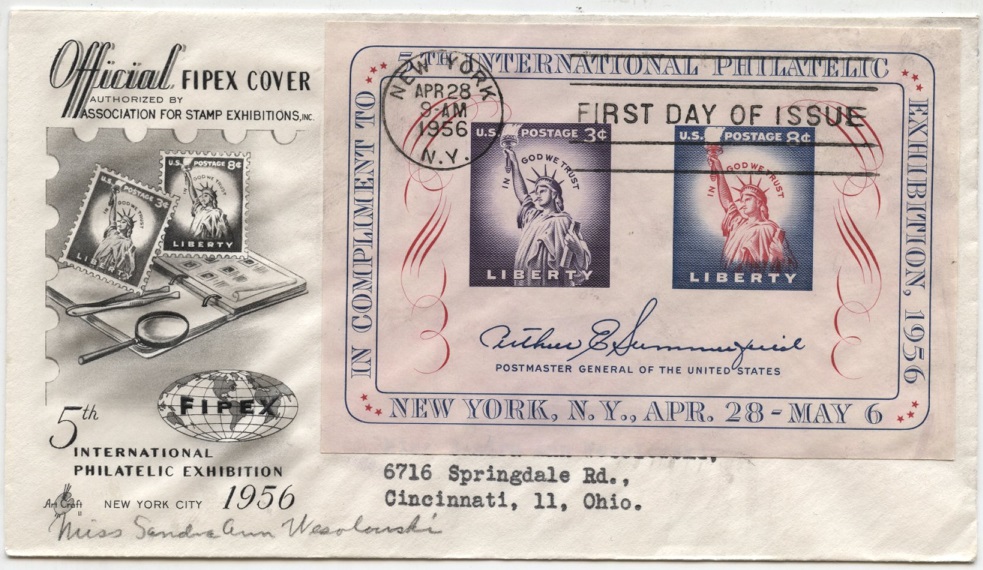 Official FIPEX COVER
AUTHORIZED BY
ASSOCIATION FOR STAMP EXHIBITIONS, INC.
U.S. POSTAGE 3¢
IN GOD WE TRUST
LIBERTY
U.S. POSTAGE 8¢
IN GOD WE TRUST
LIBERTY
FIPEX
5th
INTERNATIONAL
PHILATELIC EXHIBITION
NEW YORK CITY 1956
Art Craft
Miss Sandra Ann Wesolowski
5TH INTERNATIONAL PHILATELIC
EXHIBITION, 1956
IN COMPLIMENT TO
NEW YORK
APR 28
9-AM
1956
N.Y.
FIRST DAY OF ISSUE
U.S. POSTAGE 3¢
IN GOD WE TRUST
LIBERTY
U.S. POSTAGE 8¢
IN GOD WE TRUST
LIBERTY
Arthur E Summerfield
POSTMASTER GENERAL OF THE UNITED STATES
NEW YORK, N.Y., APR. 28 - MAY 6
6716 Springdale Rd.,
Cincinnati, 11, Ohio.